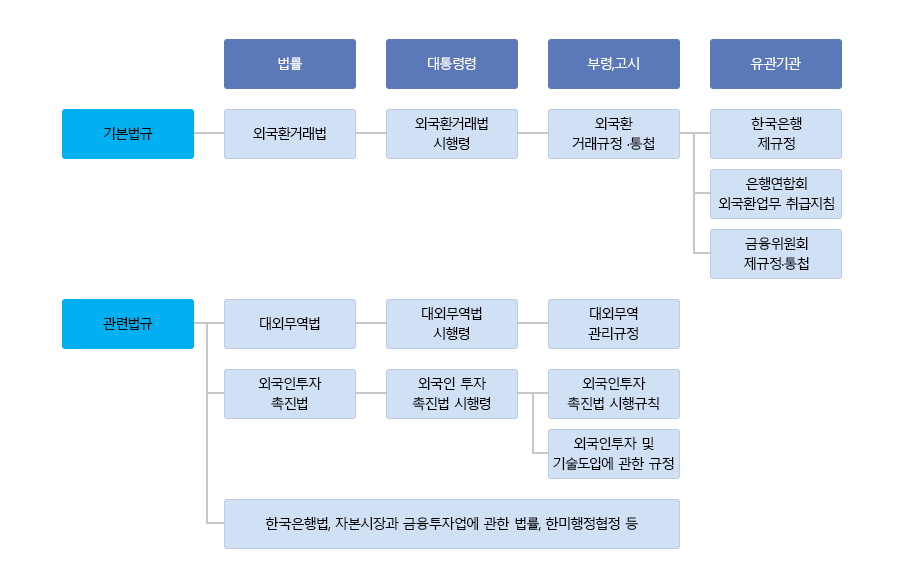 법률
대통령령
부령,고시
유관기관
기본법규
외국환거래법
외국환거래법
시행령
외국환
거래규정 ·통첩
한국은행
제규정
은행연합회
외국환업무 취급지침
금융위원회
제규정·통첩
관련법규
대외무역법
대외무역법
시행령
대외무역
관리규정
외국인투자
촉진법
외국인 투자
촉진법 시행령
외국인투자
촉진법 시행규칙
외국인투자 및
기술도입에 관한 규정
한국은행법, 자본시장과 금융투자업에 관한 법률, 한미행정협정 등